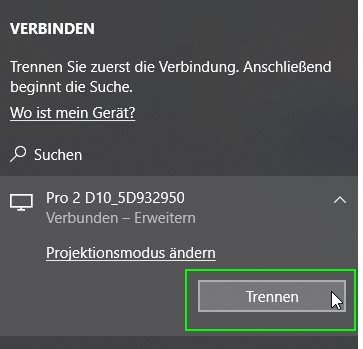 VERBINDEN
Trennen Sie zuerst die Verbindung. Anschließend
beginnt die Suche.
Wo ist mein Gerät?
Suchen
Pro 2 D10_5D932950
Verbunden – Erweitern
Projektionsmodus ändern
Trennen